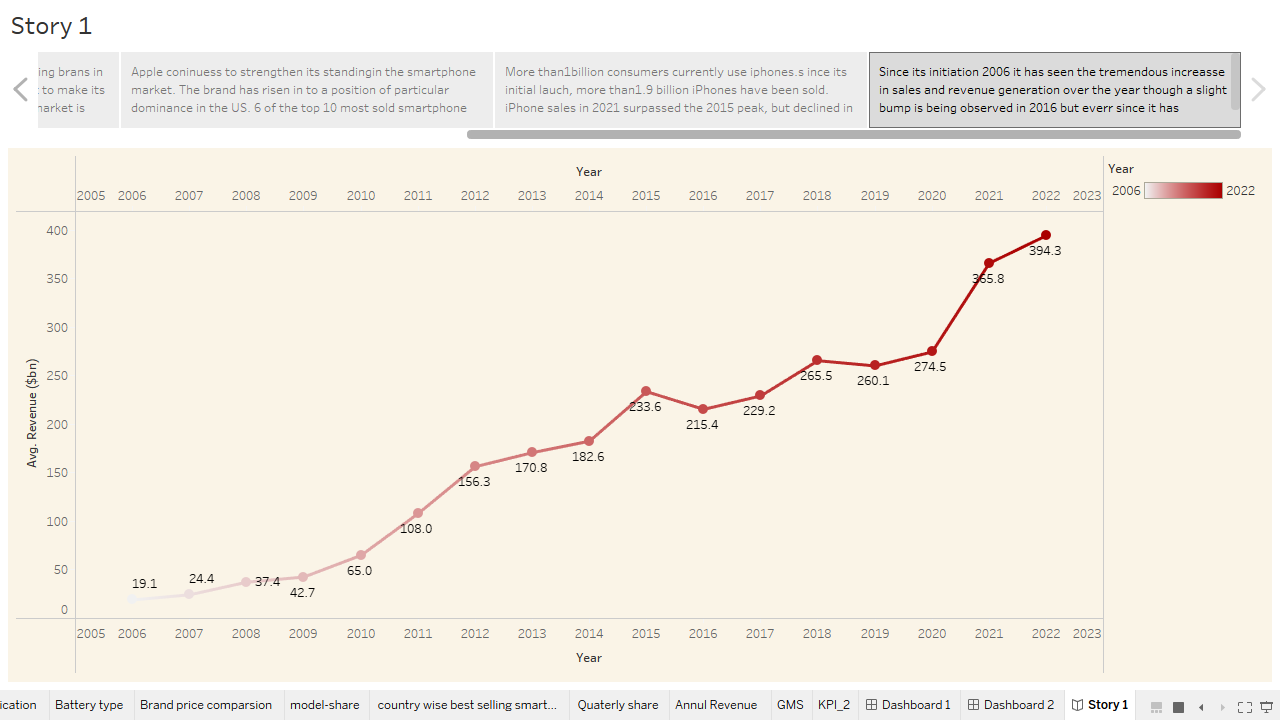 Story 1
ing brans in
to make its
arket is
Apple coninuess to strengthen its standingin the smartphone
market. The brand has risen in to a position of particular
dominance in the US. 6 of the top 10 most sold smartphone
More than1billion consumers currently use iphones.s ince its
initial lauch, more than1.9 billion iPhones have been sold.
iPhone sales in 2021 surpassed the 2015 peak, but declined in
Since its initiation 2006 it has seen the tremendous increasse
in sales and revenue generation over the year though a slight
bump is being observed in 2016 but everr since it has
Year
2005 2006 2007 2008 2009 2010 2011 2012 2013 2014 2015 2016 2017 2018 2019 2020 2021 2022 2023
Year
2006 2022
Avg. Revenue ($bn)
400
350
300
250
200
150
100
50
0
19.1
24.4
37.4
42.7
65.0
108.0
156.3
170.8
182.6
233.6
215.4
229.2
265.5
260.1
274.5
365.8
394.3
2005 2006 2007 2008 2009 2010 2011 2012 2013 2014 2015 2016 2017 2018 2019 2020 2021 2022 2023
Year
ication Battery type Brand price comparsion model-share country wise best selling smart... Quaterly share Annul Revenue GMS KPI_2 Dashboard 1 Dashboard 2 Story 1